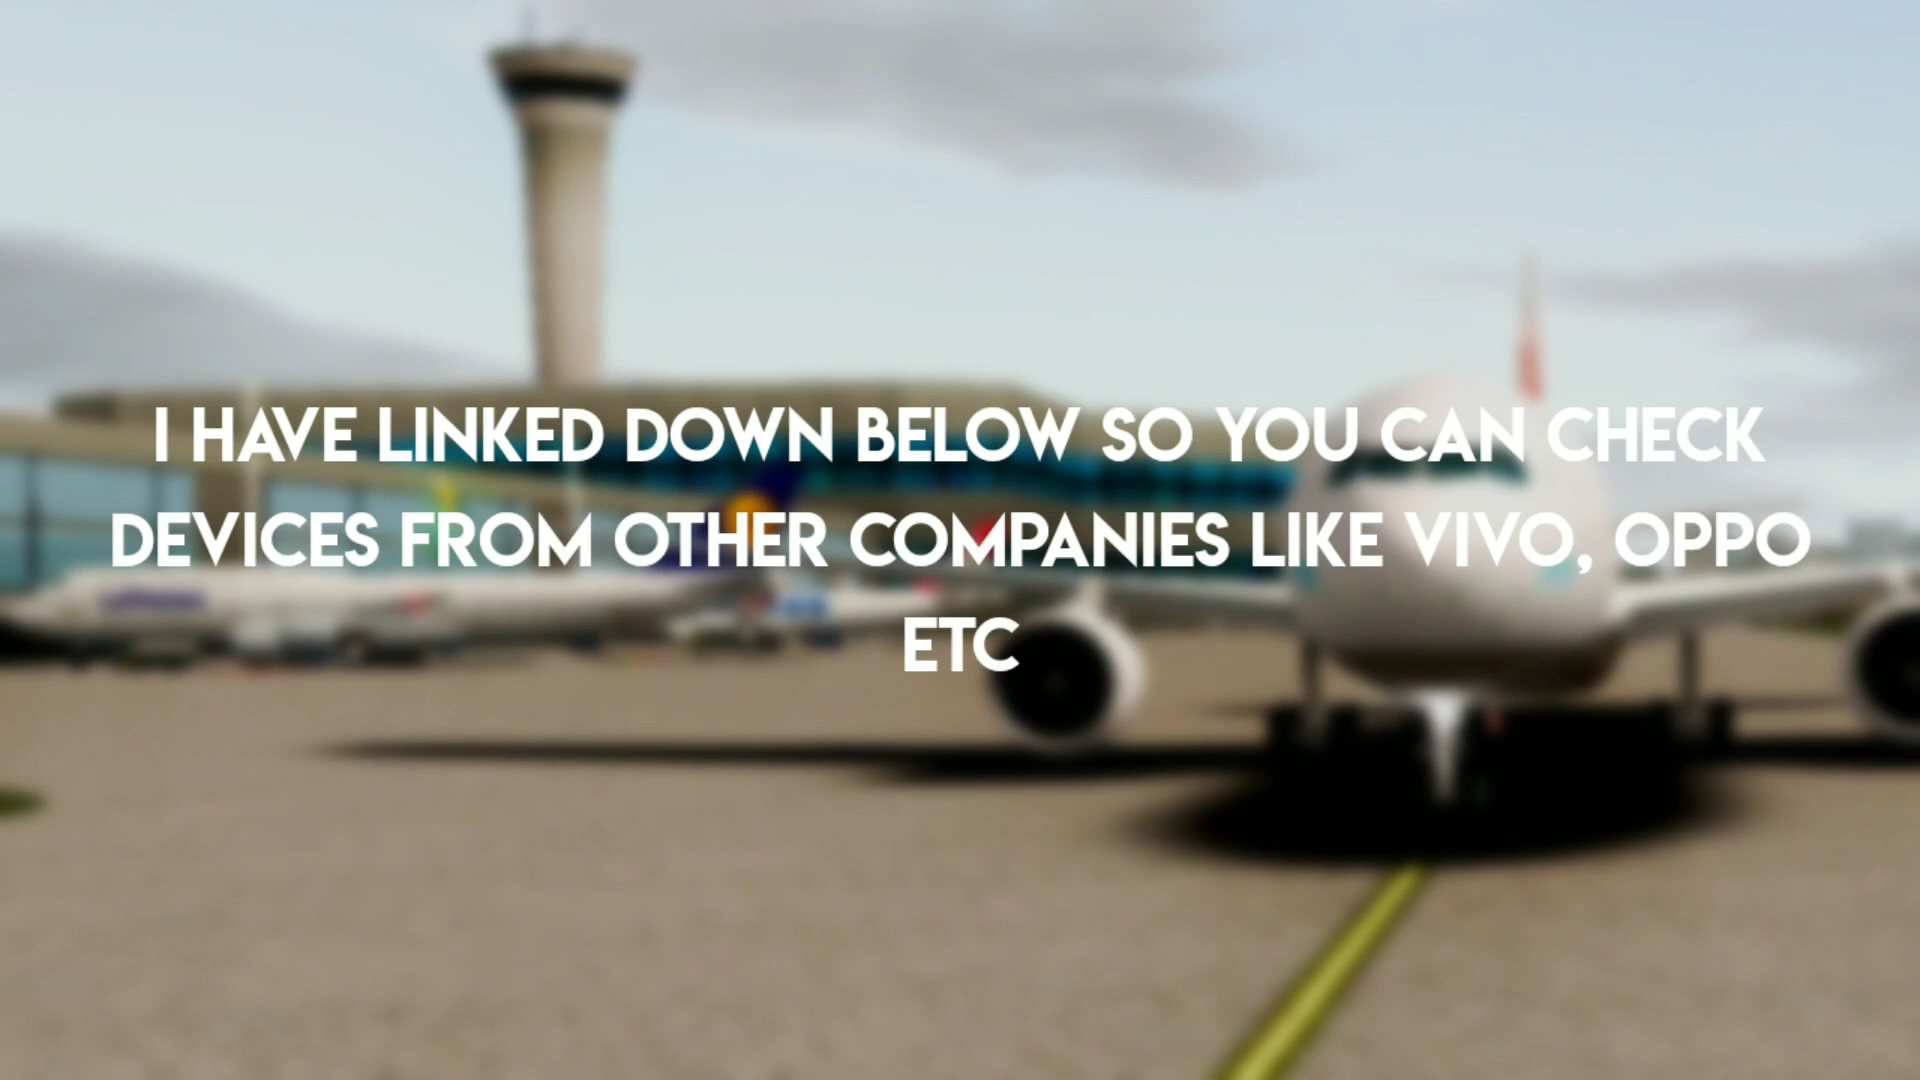 I HAVE LINKED DOWN BELOW SO YOU CAN CHECK
DEVICES FROM OTHER COMPANIES LIKE VIVO, OPPO
ETC